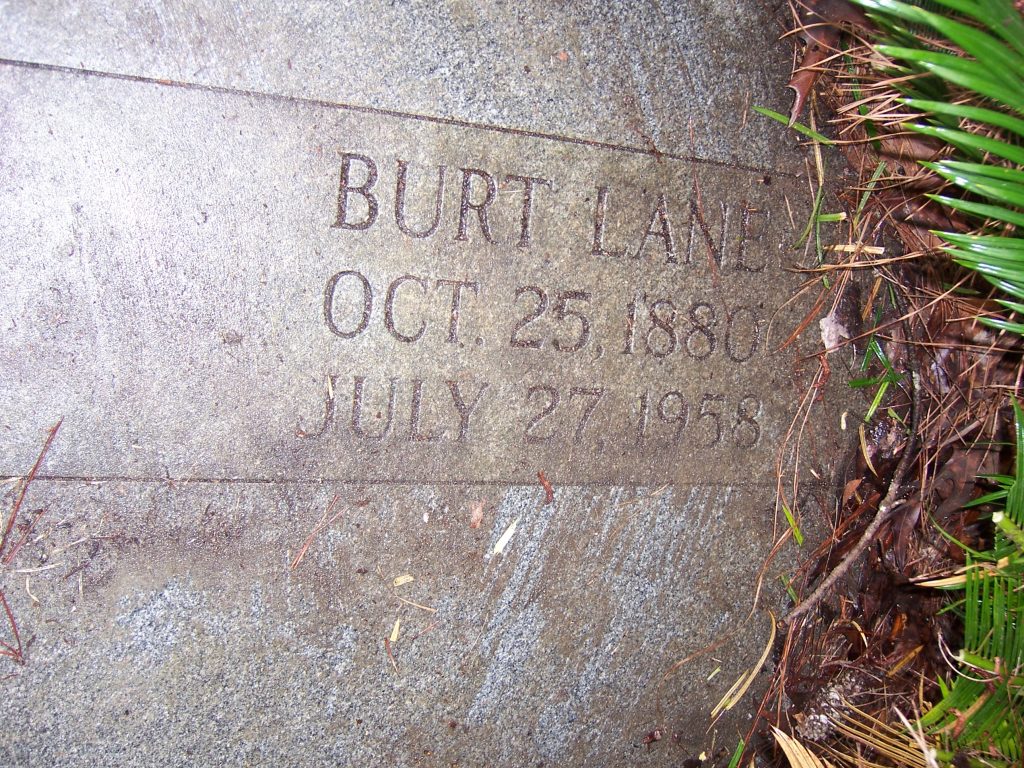 BURT LANE
OCT. 25, 1880
JULY 27, 1958